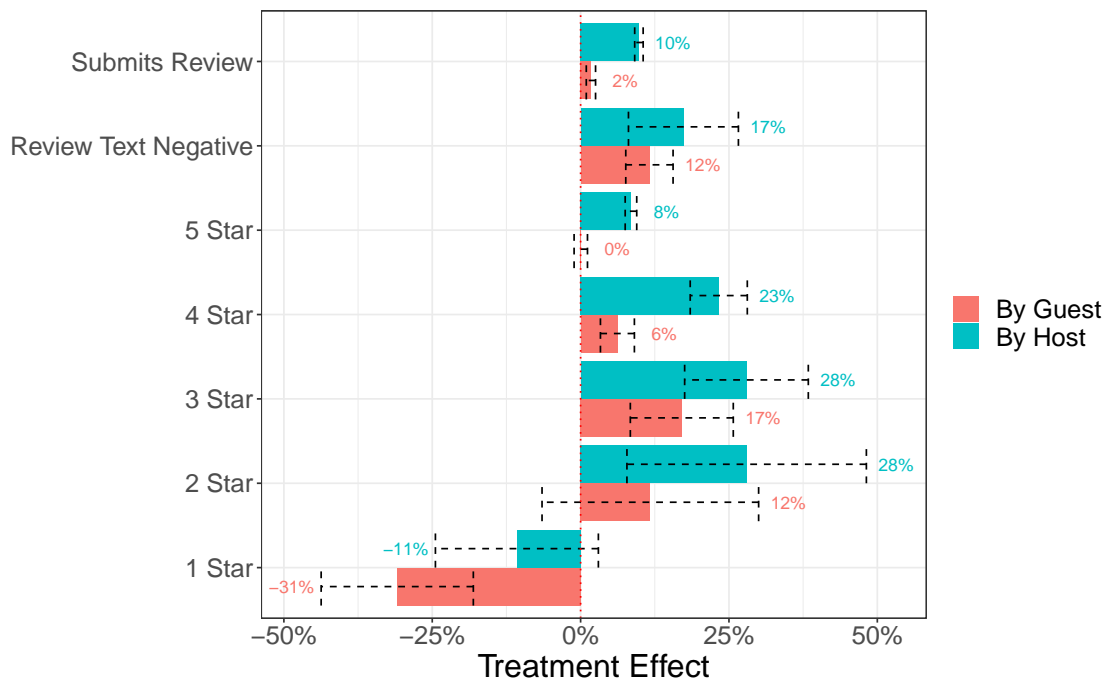 Submits Review
10%
2%
Review Text Negative
17%
12%
5 Star
8%
0%
4 Star
23%
6%
3 Star
28%
17%
2 Star
28%
12%
1 Star
−11%
−31%
By Guest
By Host
−50% −25% 0% 25% 50%
Treatment Effect